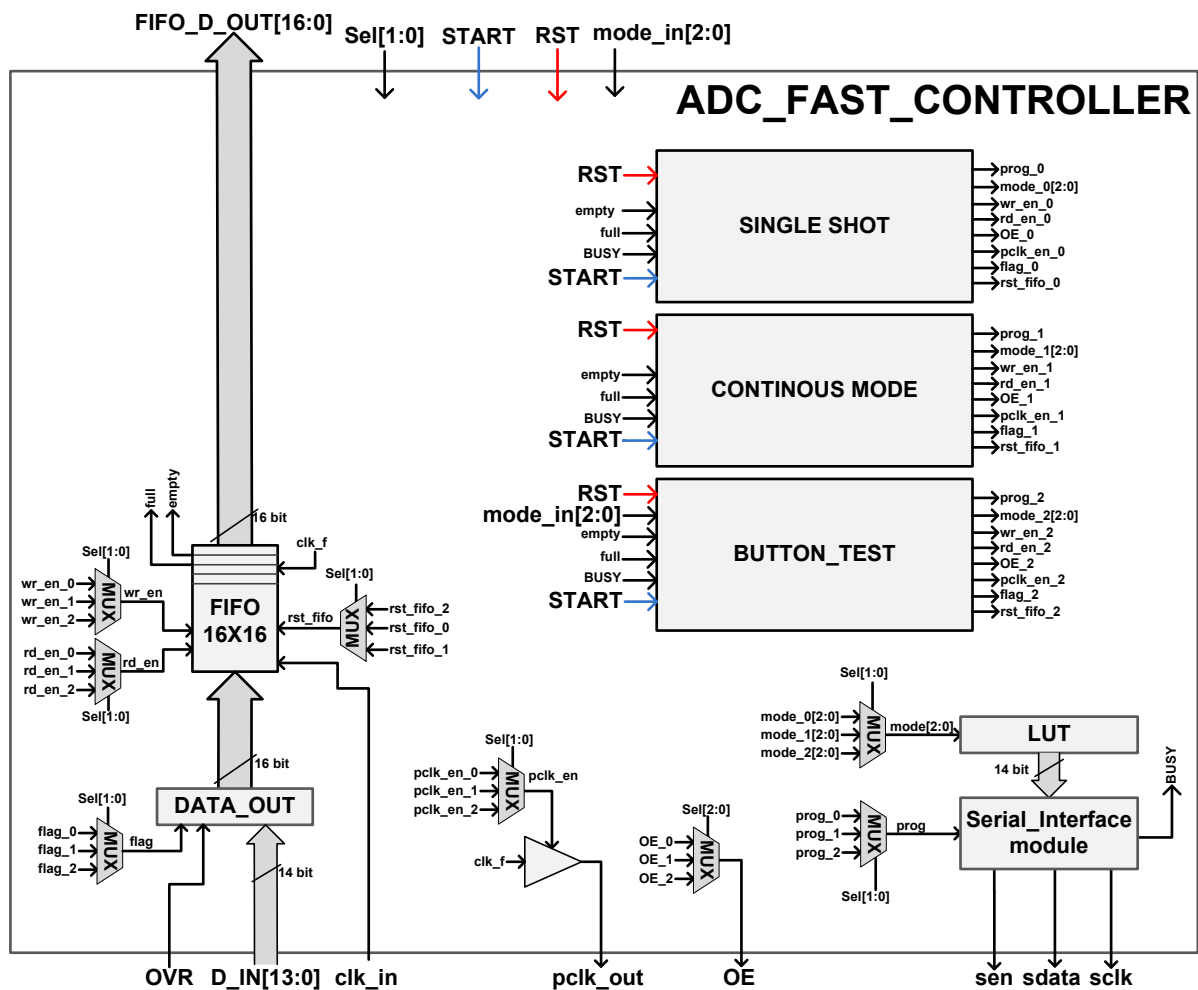 FIFO_D_OUT[16:0]
Sel[1:0]
START
RST
mode_in[2:0]
ADC_FAST_CONTROLLER
RST
empty
full
BUSY
START
SINGLE SHOT
prog_0
mode_0[2:0]
wr_en_0
rd_en_0
OE_0
pclk_en_0
flag_0
rst_fifo_0
RST
empty
full
BUSY
START
CONTINOUS MODE
prog_1
mode_1[2:0]
wr_en_1
rd_en_1
OE_1
pclk_en_1
flag_1
rst_fifo_1
RST
mode_in[2:0]
empty
full
BUSY
START
BUTTON_TEST
prog_2
mode_2[2:0]
wr_en_2
rd_en_2
OE_2
pclk_en_2
flag_2
rst_fifo_2
full
empty
16 bit
clk_f
Sel[1:0]
wr_en_0
wr_en_1
wr_en_2
MUX
wr_en
FIFO
16X16
Sel[1:0]
rst_fifo
MUX
rst_fifo_2
rst_fifo_0
rst_fifo_1
rd_en_0
rd_en_1
rd_en_2
MUX
rd_en
Sel[1:0]
16 bit
DATA_OUT
Sel[1:0]
flag_0
flag_1
flag_2
MUX
flag
14 bit
Sel[1:0]
pclk_en_0
pclk_en_1
pclk_en_2
MUX
pclk_en
clk_f
Sel[2:0]
OE_0
OE_1
OE_2
MUX
Sel[1:0]
mode_0[2:0]
mode_1[2:0]
mode_2[2:0]
MUX
mode[2:0]
LUT
14 bit
BUSY
prog_0
prog_1
prog_2
MUX
prog
Sel[1:0]
Serial_Interface
module
OVR
D_IN[13:0]
clk_in
pclk_out
OE
sen
sdata
sclk